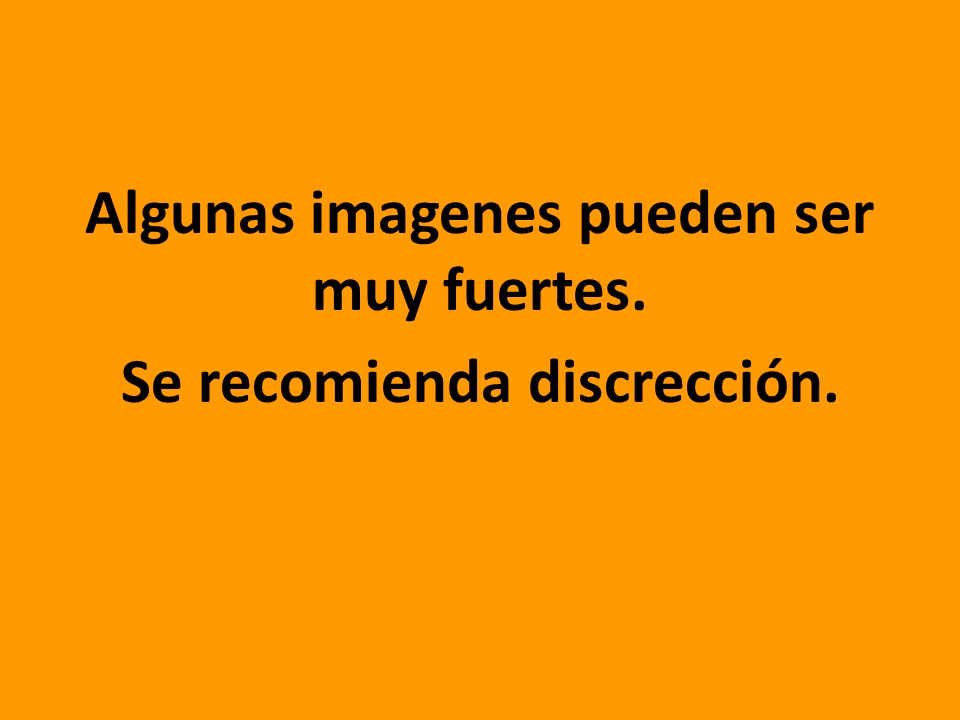 Algunas imagenes pueden ser
muy fuertes.
Se recomienda discrección.